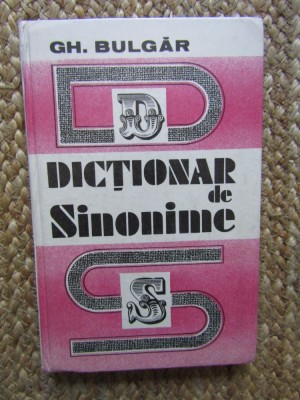 GH. BULGĂR
D
DICȚIONAR
de
Sinonime
S